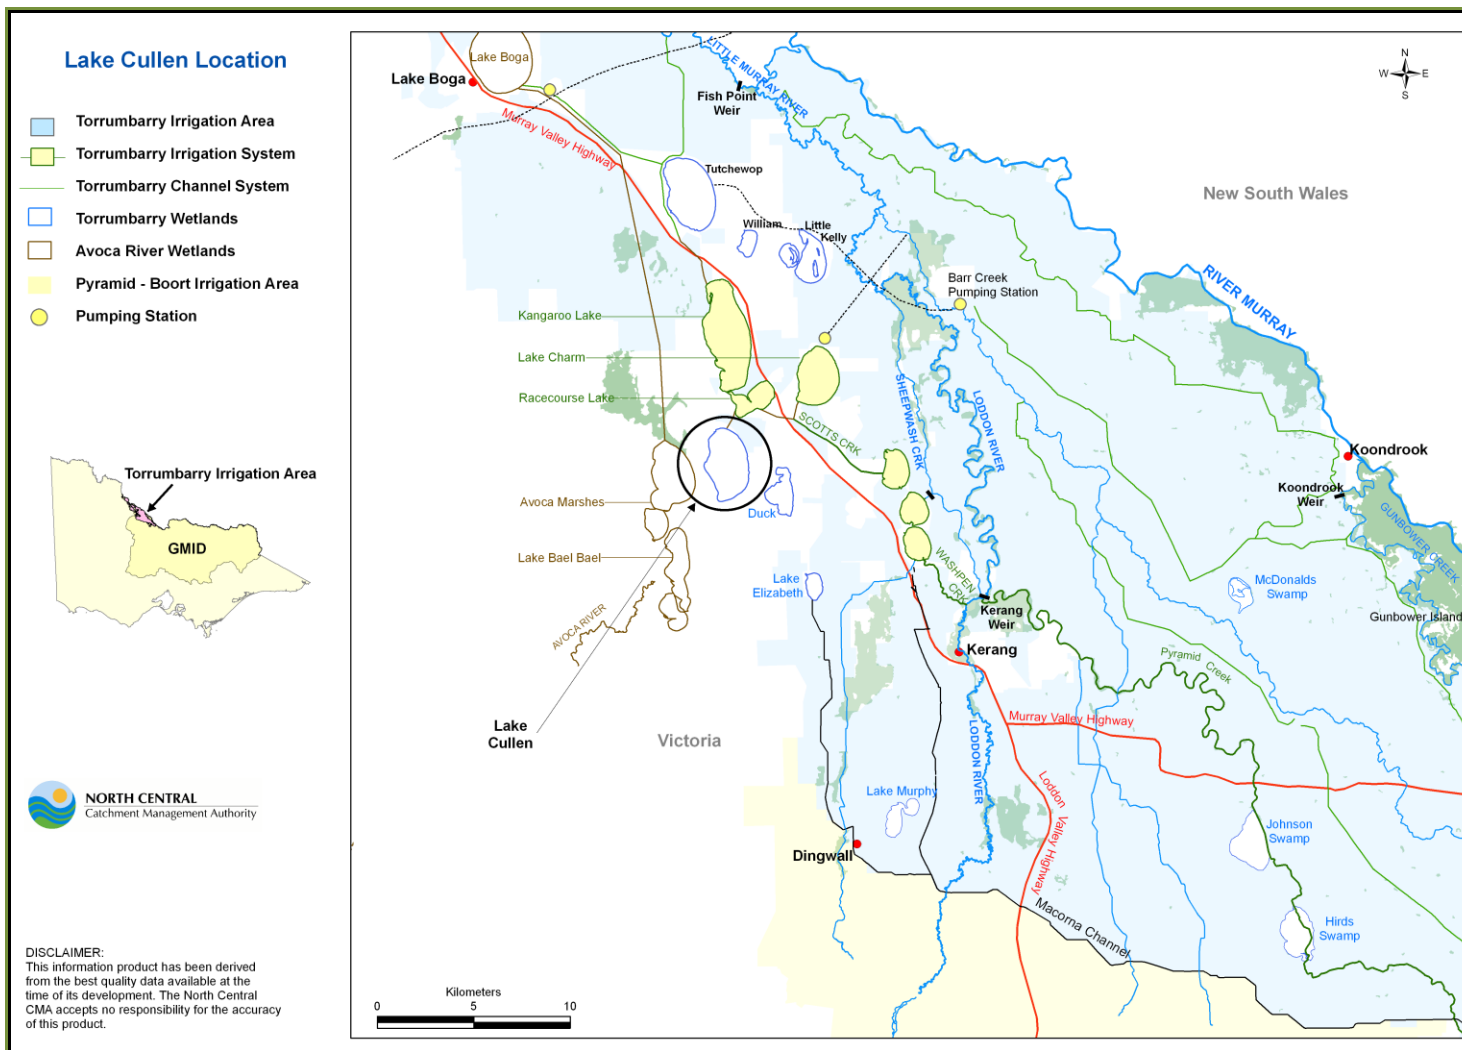 Lake Cullen Location
Torrumbarry Irrigation Area
Torrumbarry Irrigation System
Torrumbarry Channel System
Torrumbarry Wetlands
Avoca River Wetlands
Pyramid - Boort Irrigation Area
Pumping Station
Torrumbarry Irrigation Area
GMID
NORTH CENTRAL
Catchment Management Authority
DISCLAIMER:
This information product has been derived
from the best quality data available at the
time of its development. The North Central
CMA accepts no responsibility for the accuracy
of this product.
Lake Boga
Lake Boga
LITTLE MURRAY RIVER
Fish Point
Weir
N
W
E
S
Murray Valley Highway
Tutchewop
New South Wales
William
Little
Kelly
Barr Creek
Pumping Station
RIVER MURRAY
Kangaroo Lake
Lake Charm
Racecourse Lake
SHEEPWASH CRK
LODDON RIVER
SCOTTS CRK
Koondrook
Koondrook
Weir
GUNBOWER CREEK
Avoca Marshes
Duck
Lake Bael Bael
WASHPEN
CRK
Lake
Elizabeth
McDonalds
Swamp
Kerang
Weir
Gunbower Island
AVOCA RIVER
Kerang
Pyramid Creek
Lake
Cullen
Victoria
Murray Valley Highway
LODDON RIVER
Loddon Valley Highway
Lake Murphy
Johnson
Swamp
Dingwall
Macorna Channel
Hirds
Swamp
Kilometers
0
5
10